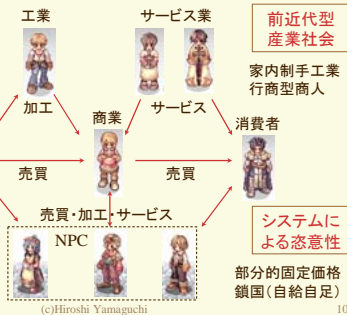 工業
サービス業
前近代型
産業社会
家内制手工業
行商型商人
加工
サービス
商業
消費者
売買
売買
売買・加工・サービス
NPC
システムに
よる恣意性
部分的固定価格
鎖国(自給自足)
(c)Hiroshi Yamaguchi
10